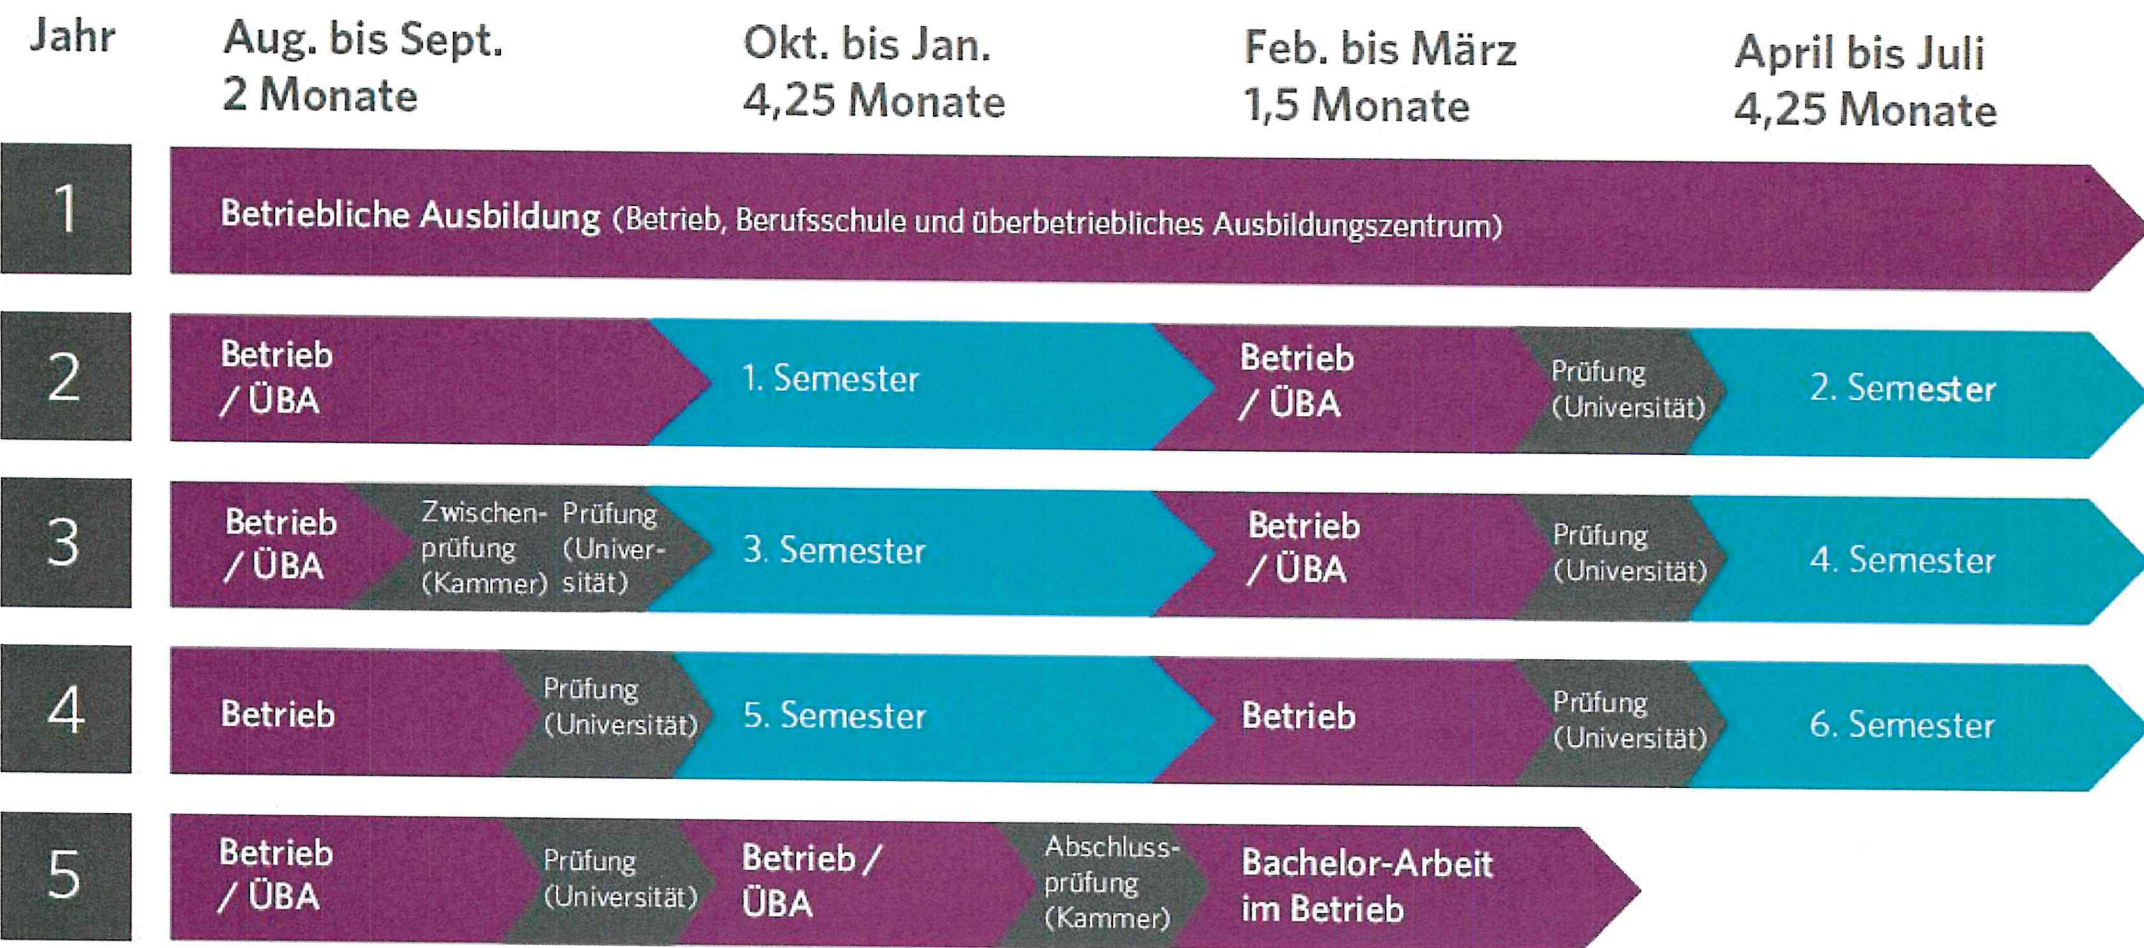 Jahr
Aug. bis Sept.
2 Monate
Okt. bis Jan.
4,25 Monate
Feb. bis März
1,5 Monate
April bis Juli
4,25 Monate
1
Betriebliche Ausbildung (Betrieb, Berufsschule und überbetriebliches Ausbildungszentrum)
2
Betrieb
/ ÜBA
1. Semester
Betrieb
/ ÜBA
Prüfung
(Universität)
2. Semester
3
Betrieb
/ ÜBA
Zwischen-
prüfung
(Kammer)
Prüfung
(Univer-
sität)
3. Semester
Betrieb
/ ÜBA
Prüfung
(Universität)
4. Semester
4
Betrieb
Prüfung
(Universität)
5. Semester
Betrieb
Prüfung
(Universität)
6. Semester
5
Betrieb
/ ÜBA
Prüfung
(Universität)
Betrieb /
ÜBA
Abschluss-
prüfung
(Kammer)
Bachelor-Arbeit
im Betrieb